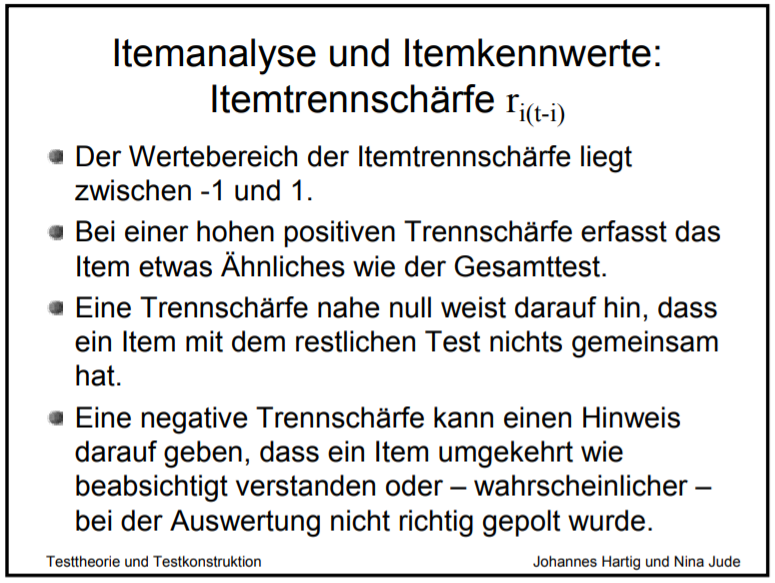 Itemanalyse und Itemkennwerte:
Itemtrennschärfe r i(t-i)
Der Wertebereich der Itemtrennschärfe liegt
zwischen -1 und 1.
Bei einer hohen positiven Trennschärfe erfasst das
Item etwas Ähnliches wie der Gesamttest.
Eine Trennschärfe nahe null weist darauf hin, dass
ein Item mit dem restlichen Test nichts gemeinsam
hat.
Eine negative Trennschärfe kann einen Hinweis
darauf geben, dass ein Item umgekehrt wie
beabsichtigt verstanden oder – wahrscheinlicher –
bei der Auswertung nicht richtig gepolt wurde.
Testtheorie und Testkonstruktion
Johannes Hartig und Nina Jude